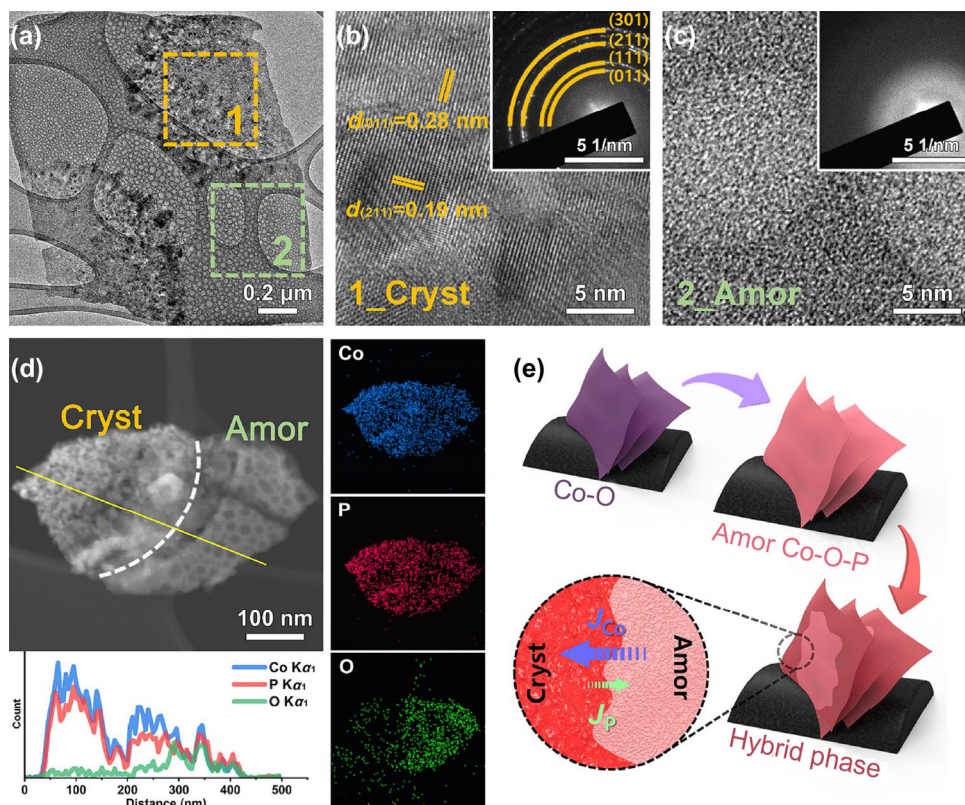 (a)
1
2
0.2 μm
(b)
d(011)=0.28 nm
d(211)=0.19 nm
1_Cryst
5 nm
(301)
(211)
(111)
(011)
5 1/nm
(c)
5 1/nm
2_Amor
5 nm
(d)
Cryst
Amor
100 nm
Co
P
O
Count
Co Kα1
P Kα1
O Kα1
0 100 200 300 400 500
Distance (nm)
(e)
Co-O
Amor Co-O-P
Hybrid phase
Cryst
JCo
JP
Amor